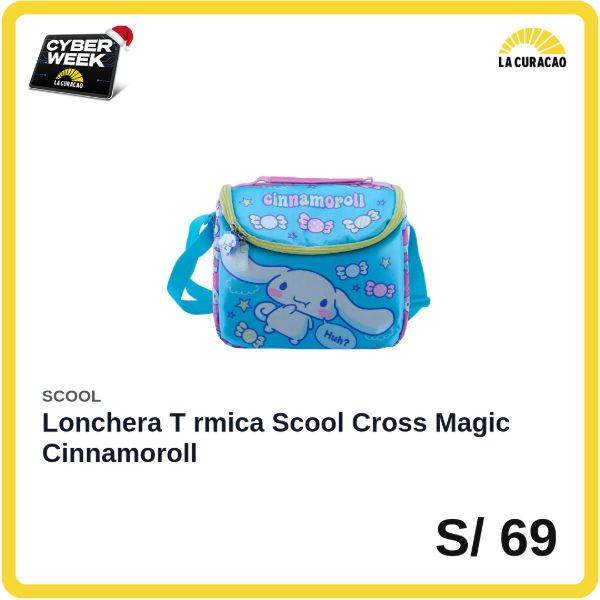 CYBER
WEEK
LA CURACAO
LA CURACAO
cinnamoroll
Huh?
SCOOL
Lonchera T rmica Scool Cross Magic
Cinnamoroll
S/ 69